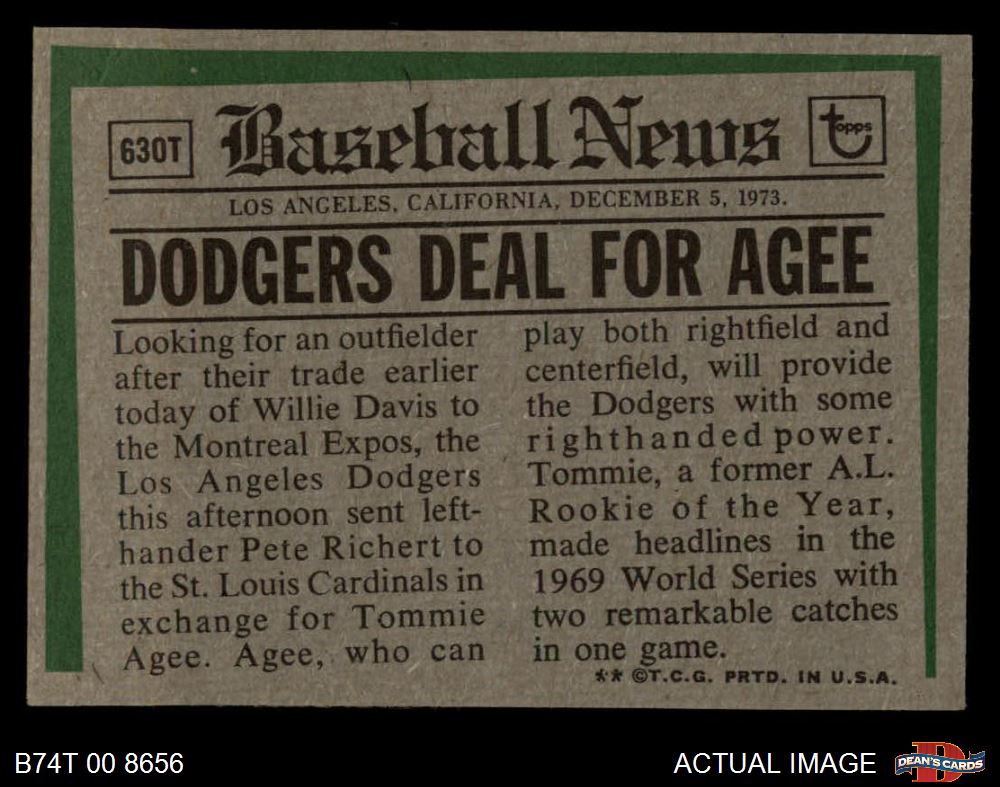 630T
Baseball News
topps
LOS ANGELES, CALIFORNIA, DECEMBER 5, 1973.
DODGERS DEAL FOR AGEE
Looking for an outfielder
after their trade earlier
today of Willie Davis to
the Montreal Expos, the
Los Angeles Dodgers
this afternoon sent left-
hander Pete Richert to
the St. Louis Cardinals in
exchange for Tommie
Agee. Agee, who can
play both rightfield and
centerfield, will provide
the Dodgers with some
righthanded power.
Tommie, a former A.L.
Rookie of the Year,
made headlines in the
1969 World Series with
two remarkable catches
in one game.
** ©T.C.G. PRTD. IN U.S.A.
B74T 00 8656
ACTUAL IMAGE
DEAN'S CARDS